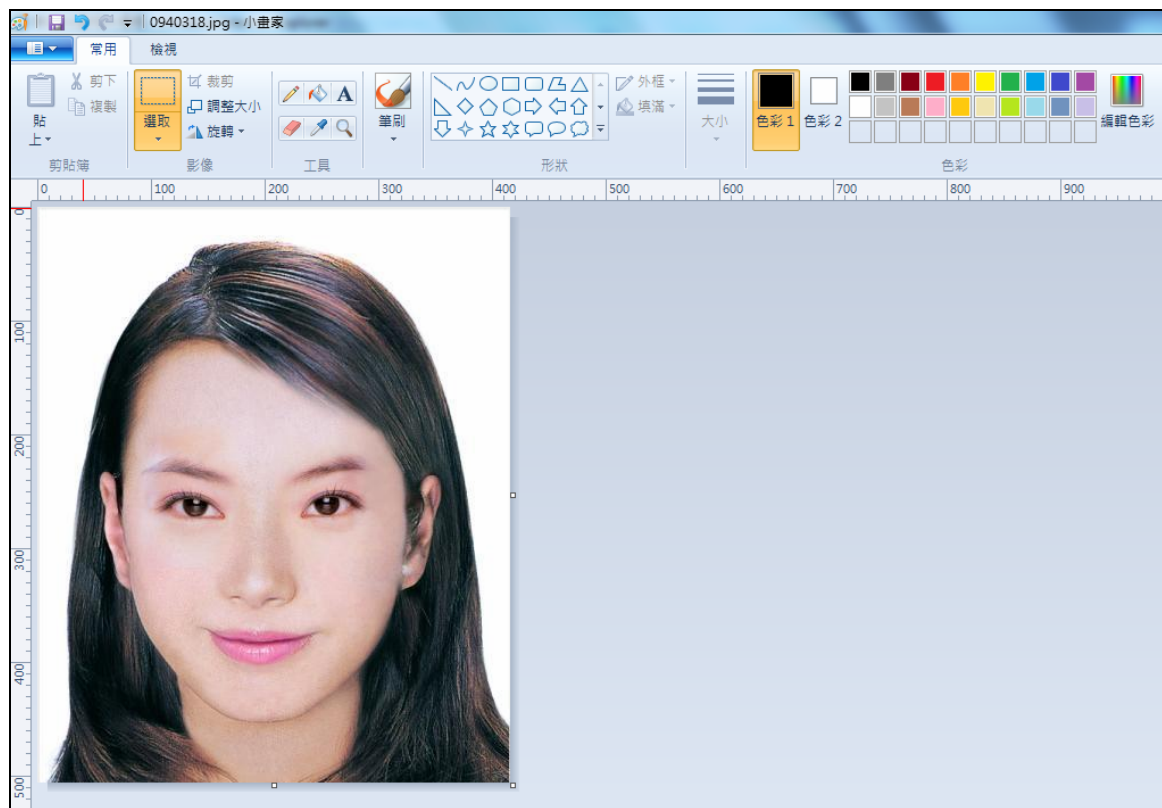 0940318.jpg - 小畫家
常用 檢視
剪下 裁剪 外框
複製 調整大小 A 填滿
貼上 選取 旋轉 筆刷 大小 色彩 1 色彩 2 編輯色彩
剪貼簿 影像 工具 形狀 色彩
0 100 200 300 400 500 600 700 800 900
0
100
200
300
400
500